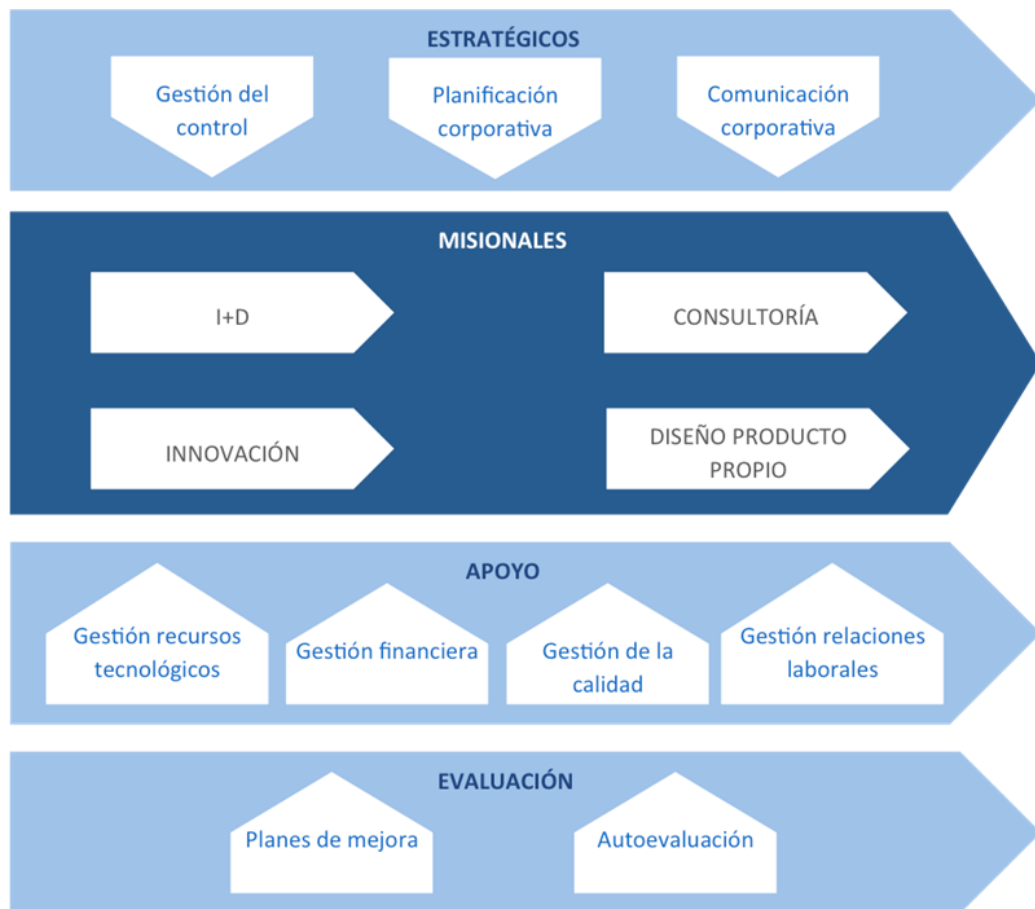 ESTRATÉGICOS
Gestión del
control
Planificación
corporativa
Comunicación
corporativa
MISIONALES
I+D
CONSULTORÍA
INNOVACIÓN
DISEÑO PRODUCTO
PROPIO
APOYO
Gestión recursos
tecnológicos
Gestión financiera
Gestión de la
calidad
Gestión relaciones
laborales
EVALUACIÓN
Planes de mejora
Autoevaluación